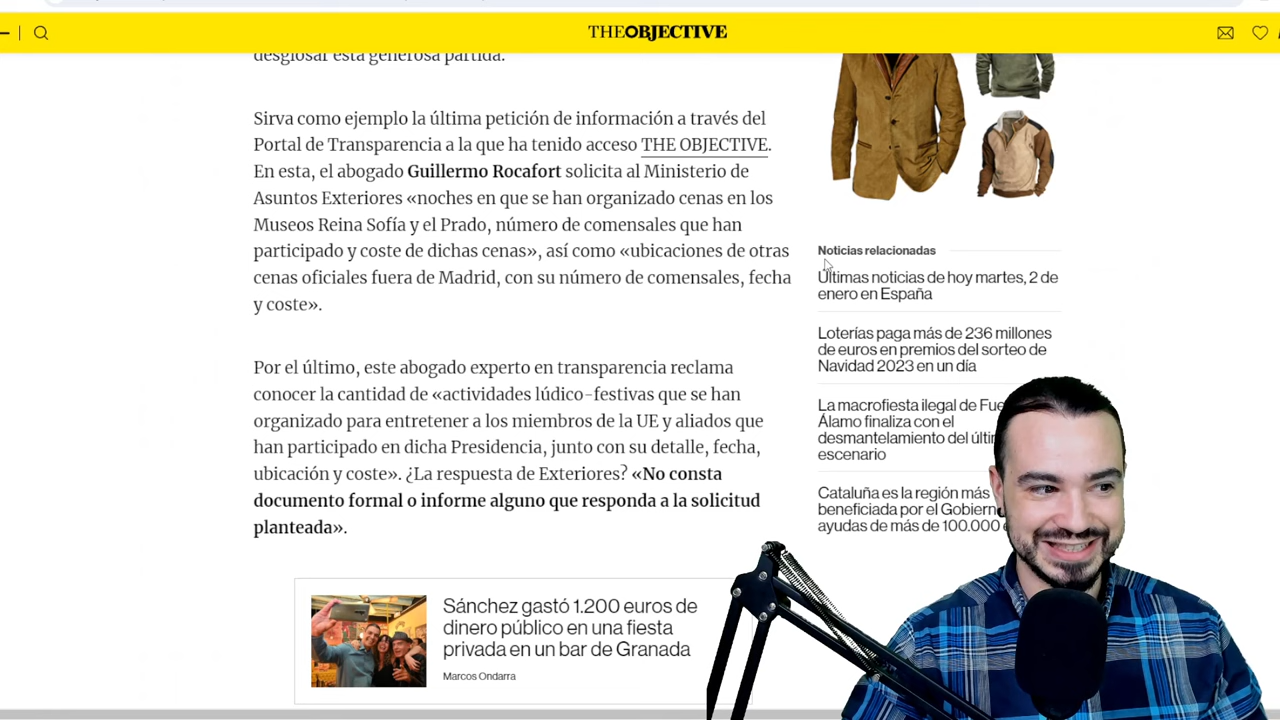 THE OBJECTIVE
desglosar esta generosa partida.
Sirva como ejemplo la última petición de información a través del
Portal de Transparencia a la que ha tenido acceso THE OBJECTIVE.
En esta, el abogado Guillermo Rocafort solicita al Ministerio de
Asuntos Exteriores «noches en que se han organizado cenas en los
Museos Reina Sofía y el Prado, número de comensales que han
participado y coste de dichas cenas», así como «ubicaciones de otras
cenas oficiales fuera de Madrid, con su número de comensales, fecha
y coste».
Por el último, este abogado experto en transparencia reclama
conocer la cantidad de «actividades lúdico-festivas que se han
organizado para entretener a los miembros de la UE y aliados que
han participado en dicha Presidencia, junto con su detalle, fecha,
ubicación y coste». ¿La respuesta de Exteriores? «No consta
documento formal o informe alguno que responda a la solicitud
planteada».
Sánchez gastó 1.200 euros de
dinero público en una fiesta
privada en un bar de Granada
Marcos Ondarra
Noticias relacionadas
Últimas noticias de hoy martes, 2 de
enero en España
Loterías paga más de 236 millones
de euros en premios del sorteo de
Navidad 2023 en un día
La macrofiesta ilegal de
Álamo finaliza con el
desmantelamiento del
escenario
Cataluña es la región más
beneficiada por el
ayudas de más de 100.000